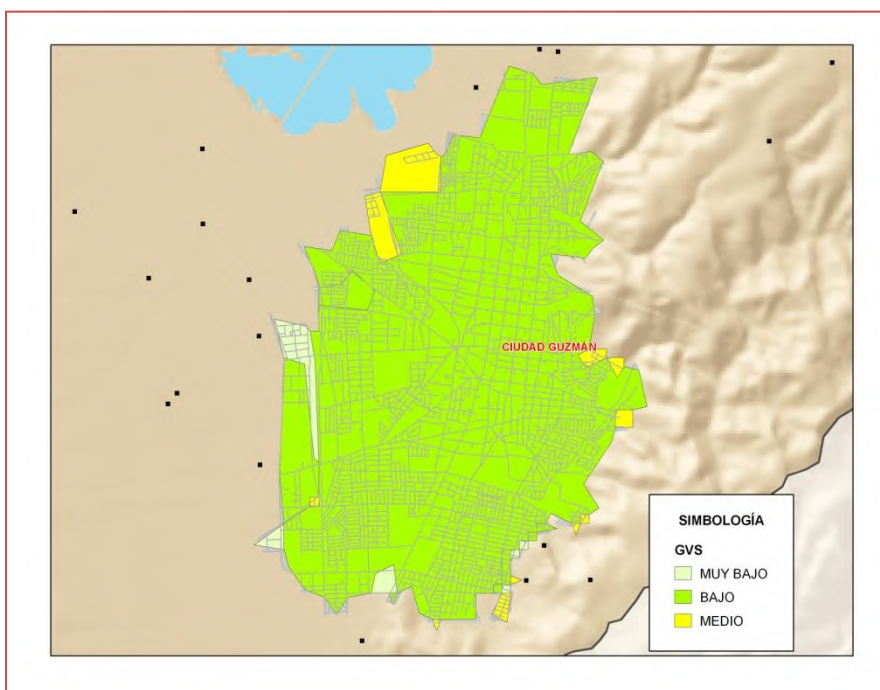 CIUDAD GUZMÁN
SIMBOLOGÍA
GVS
MUY BAJO
BAJO
MEDIO